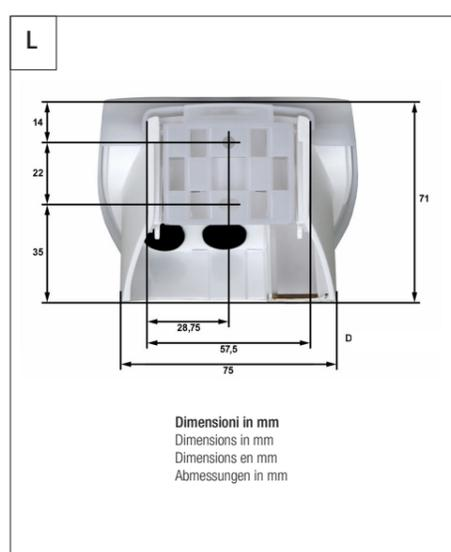 L
14
22
35
71
28,75
57,5
75
D
Dimensioni in mm
Dimensions in mm
Dimensions en mm
Abmessungen in mm